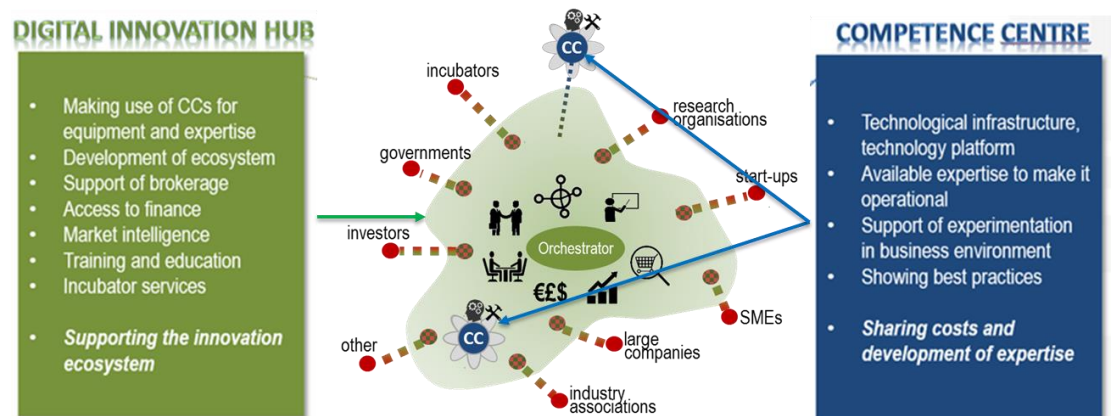 DIGITAL INNOVATION HUB
• Making use of CCs for
equipment and expertise
• Development of ecosystem
• Support of brokerage
• Access to finance
• Market intelligence
• Training and education
• Incubator services
• Supporting the innovation
ecosystem
CC
incubators
research
organisations
governments
start-ups
investors
Orchestrator
€£$
CC
SMEs
other
large
companies
industry
associations
COMPETENCE CENTRE
• Technological infrastructure,
technology platform
• Available expertise to make it
operational
• Support of experimentation
in business environment
• Showing best practices
• Sharing costs and
development of expertise